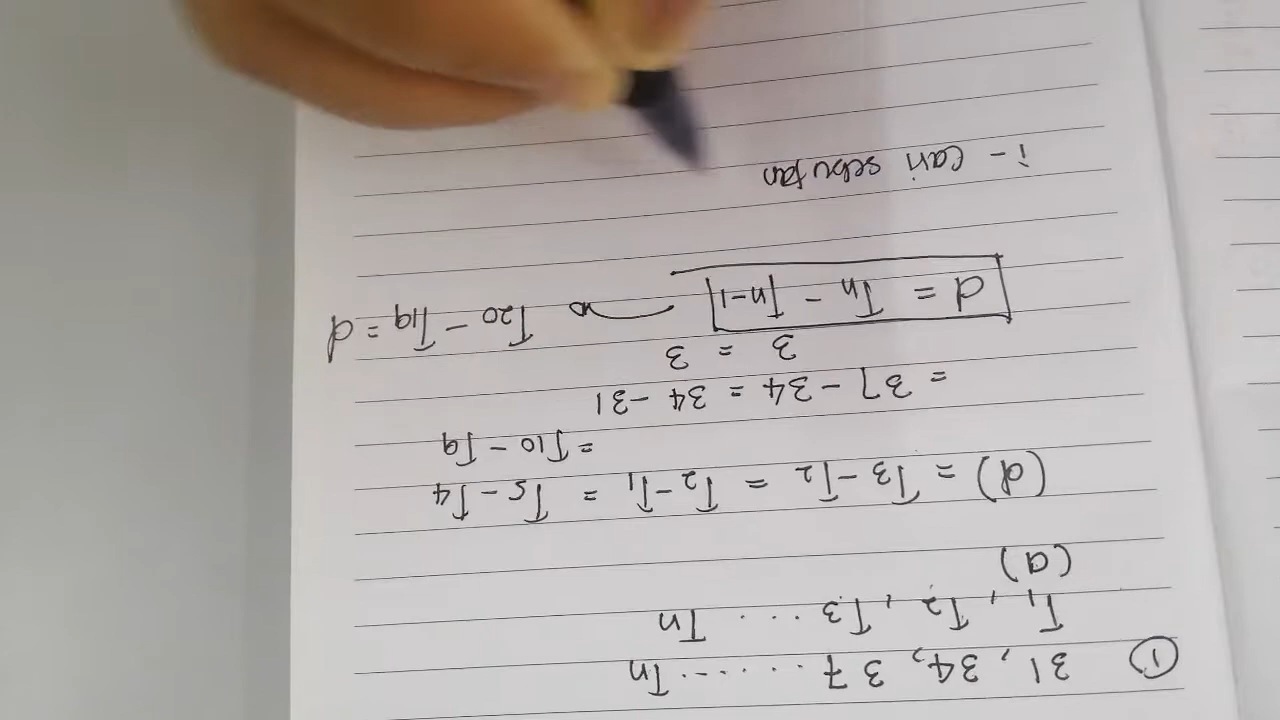 ① 31, 34, 37 ...... Tn
T1, T2, T3 .... Tn
(a)
(d) = T3 - T2 = T2 - T1 = T5 - T4
= T10 - T9
= 37 - 34 = 34 - 31
3 = 3
d = Tn - Tn-1 → T20 - T19 = d
i - cari sebutan